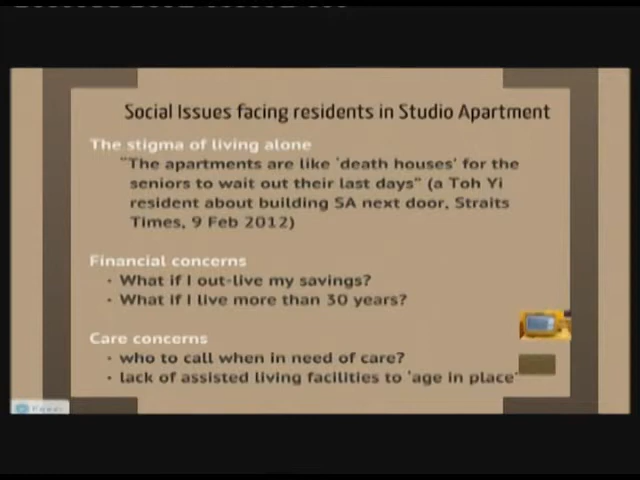 Social Issues facing residents in Studio Apartment
The stigma of living alone
"The apartments are like 'death houses' for the
seniors to wait out their last days" (a Toh Yi
resident about building SA next door, Straits
Times, 9 Feb 2012)
Financial concerns
· What if I out-live my savings?
· What if I live more than 30 years?
Care concerns
· who to call when in need of care?
· lack of assisted living facilities to 'age in place'